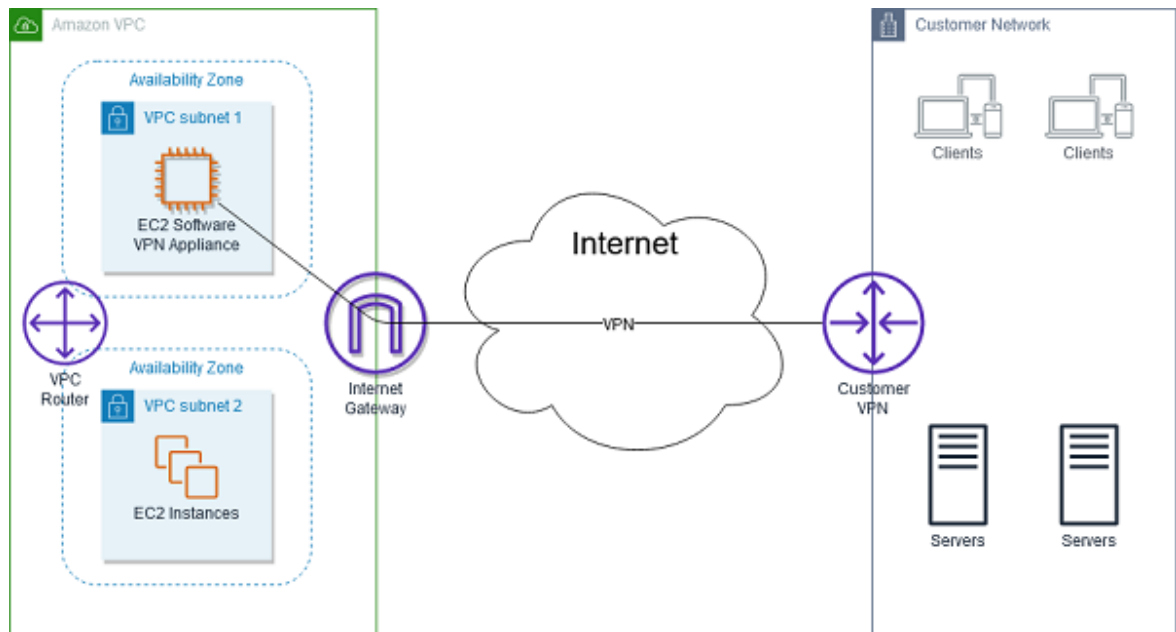 Amazon VPC
Availability Zone
VPC subnet 1
EC2 Software
VPN Appliance
VPC
Router
Availability Zone
VPC subnet 2
EC2 Instances
Internet
Gateway
Internet
VPN
Customer Network
Clients
Clients
Customer
VPN
Servers
Servers